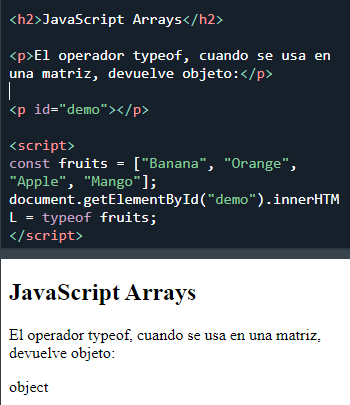 <h2>JavaScript Arrays</h2>
<p>El operador typeof, cuando se usa en
una matriz, devuelve objeto:</p>
<p id="demo"></p>
<script>
const fruits = ["Banana", "Orange",
"Apple", "Mango"];
document.getElementById("demo").innerHTM
L = typeof fruits;
</script>
JavaScript Arrays
El operador typeof, cuando se usa en una matriz,
devuelve objeto:
object